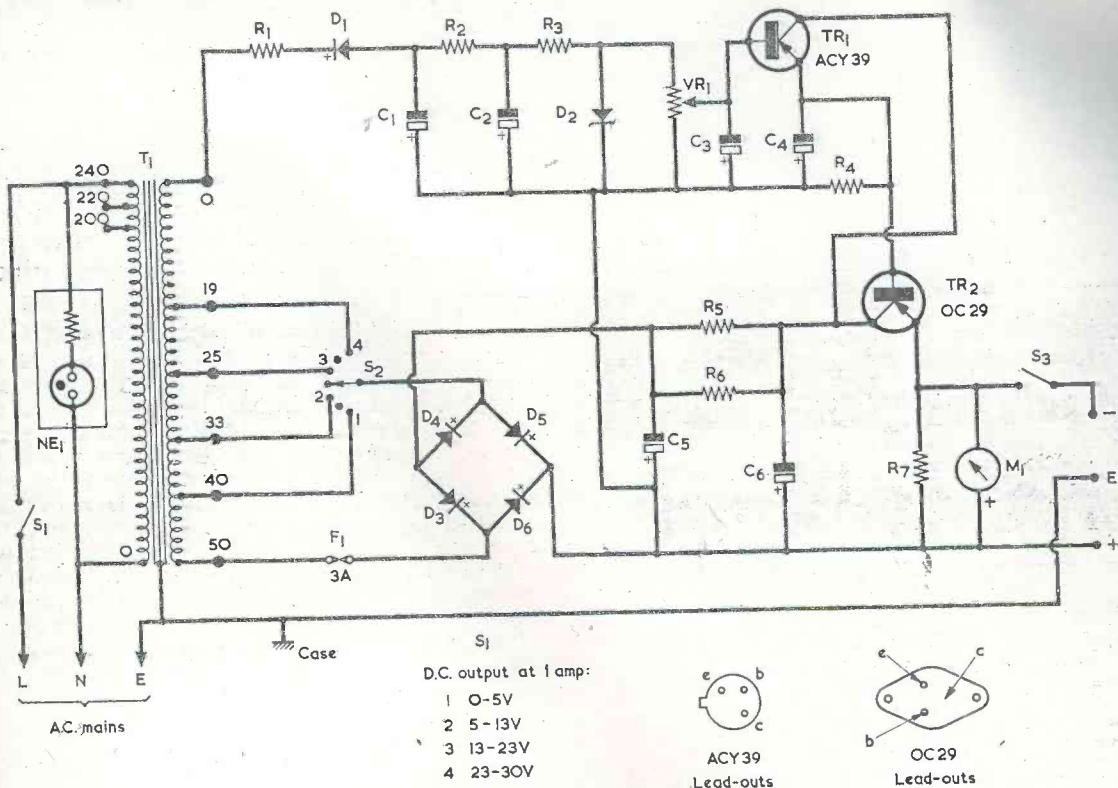 R1
D1
+
R2
R3
TR1
ACY39
C1
+
C2
+
D2
VR1
C3
+
C4
+
R4
T1
240
220
200
0
19
25
33
40
50
0
4
3
2
1
S2
NE1
S1
F1
3A
D4
+
D5
+
D3
+
D6
+
R5
R6
C5
+
C6
+
TR2
OC29
R7
M1
+
S3
-
E
+
Case
L N E
A.C. mains
S1
D.C. output at 1 amp:
1 0-5V
2 5-13V
3 13-23V
4 23-30V
e b
c
ACY39
Lead-outs
e c
b
OC29
Lead-outs